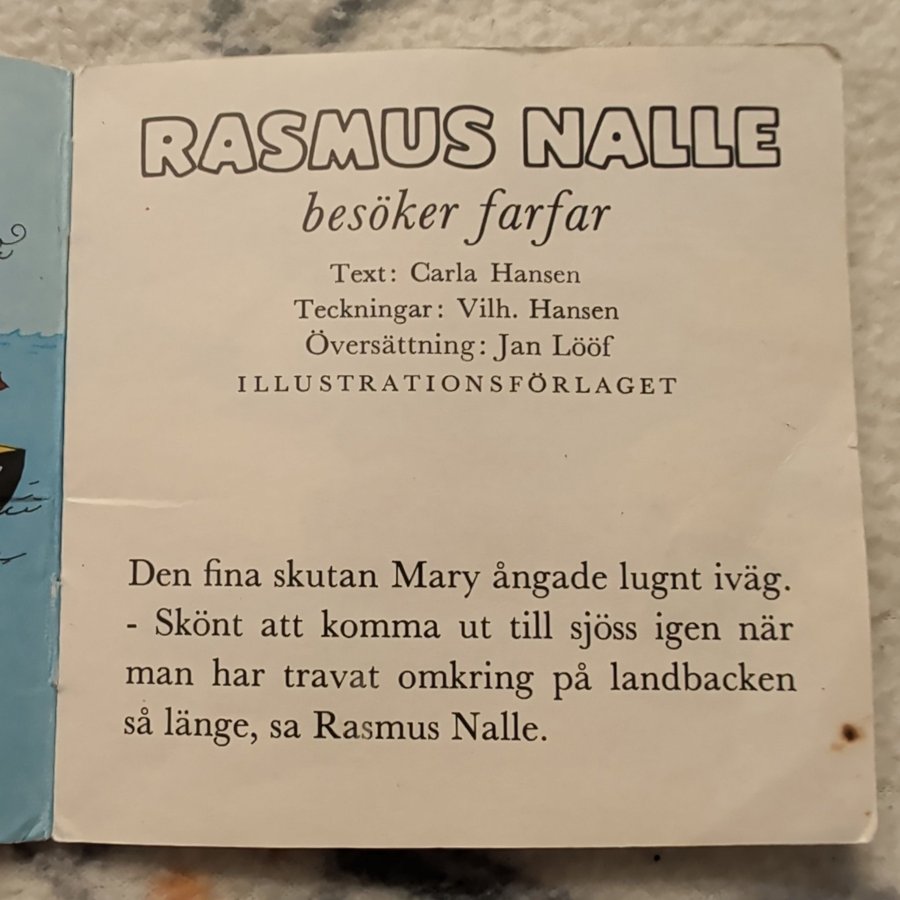 RASMUS NALLE
besöker farfar
Text: Carla Hansen
Teckningar: Vilh. Hansen
Översättning: Jan Lööf
ILLUSTRATIONSFÖRLAGET
Den fina skutan Mary ångade lugnt iväg.
- Skönt att komma ut till sjöss igen när
man har travat omkring på landbacken
så länge, sa Rasmus Nalle.